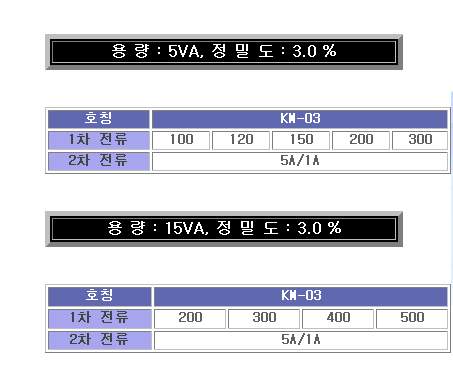 용 량 : 5VA, 정 밀 도 : 3.0 %
호칭 KW-03
1차 전류 100 120 150 200 300
2차 전류 5A/1A
용 량 : 15VA, 정 밀 도 : 3.0 %
호칭 KW-03
1차 전류 200 300 400 500
2차 전류 5A/1A